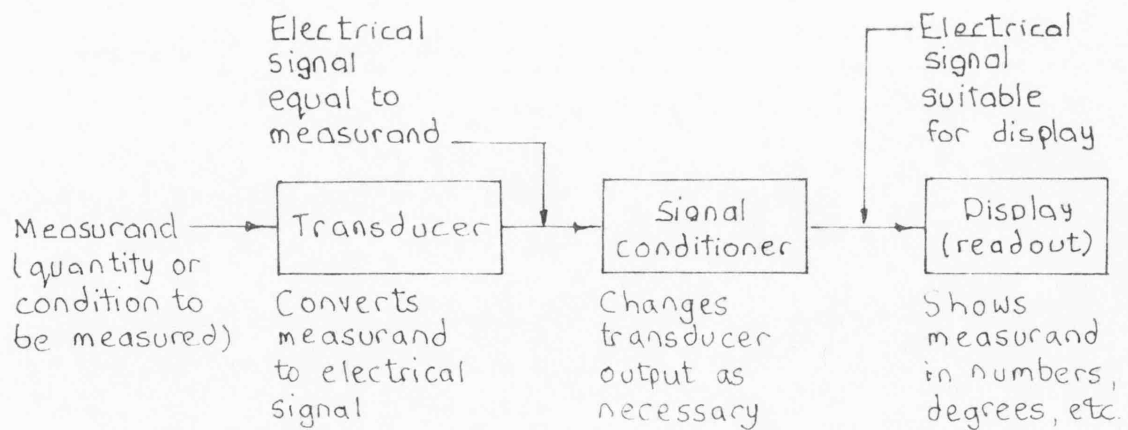 Electrical
signal
equal to
measurand
Electrical
signal
suitable
for display
Measurand
(quantity or
condition to
be measured)
Transducer
Converts
measurand
to electrical
signal
Signal
conditioner
Changes
transducer
output as
necessary
Display
(readout)
Shows
measurand
in numbers,
degrees, etc.